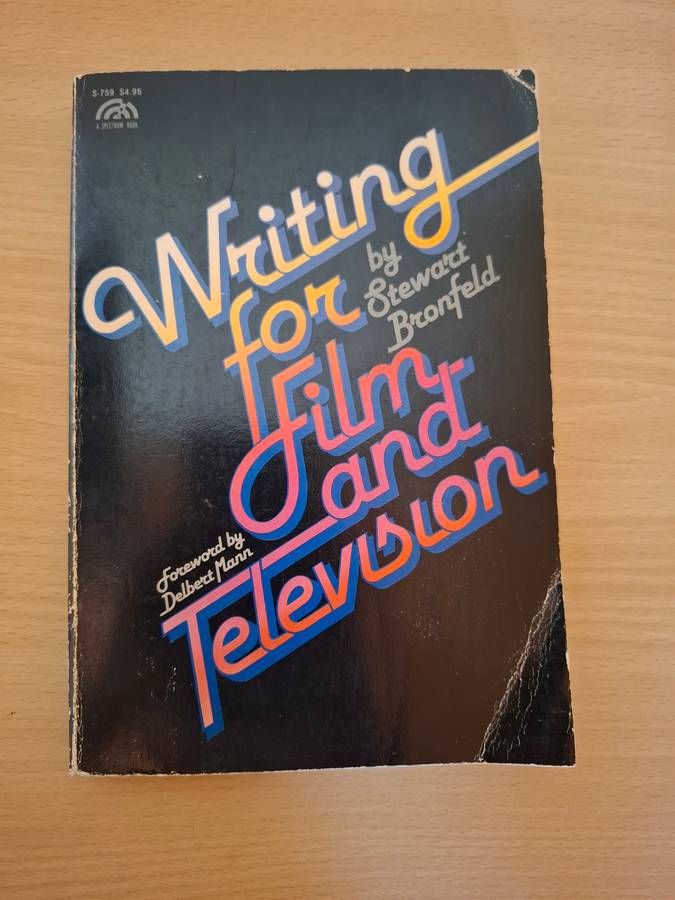 S-759 $4.95
A SPECTRUM BOOK
Writing
for
by
Stewart
Bronfeld
Film
and
Television
Foreword by
Delbert Mann